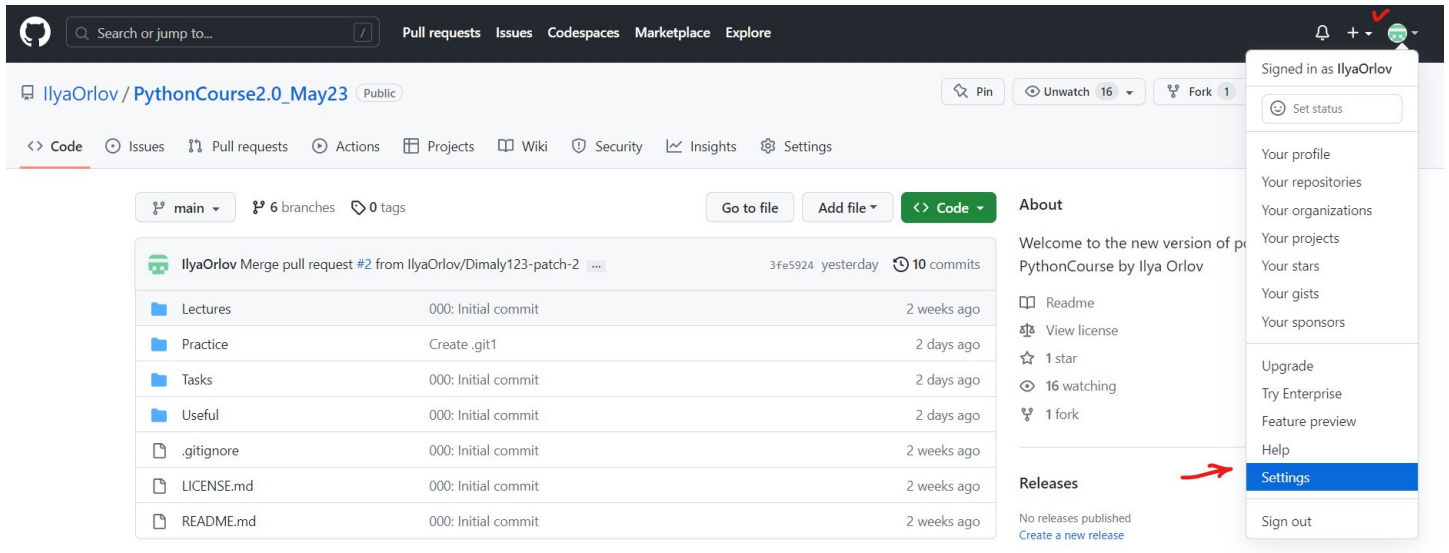 Search or jump to... / Pull requests Issues Codespaces Marketplace Explore
IlyaOrlov / PythonCourse2.0_May23 Public Pin Unwatch 16 Fork 1
Code Issues Pull requests Actions Projects Wiki Security Insights Settings
main 6 branches 0 tags Go to file Add file Code
IlyaOrlov Merge pull request #2 from IlyaOrlov/Dimaly123-patch-2 ... 3fe5924 yesterday 10 commits
Lectures 000: Initial commit 2 weeks ago
Practice Create .git1 2 days ago
Tasks 000: Initial commit 2 days ago
Useful 000: Initial commit 2 days ago
.gitignore 000: Initial commit 2 weeks ago
LICENSE.md 000: Initial commit 2 weeks ago
README.md 000: Initial commit 2 weeks ago
About
Welcome to the new version of
PythonCourse by Ilya Orlov
Readme
View license
1 star
16 watching
1 fork
Releases
No releases published
Create a new release
Signed in as IlyaOrlov
Set status
Your profile
Your repositories
Your organizations
Your projects
Your stars
Your gists
Your sponsors
Upgrade
Try Enterprise
Feature preview
Help
Settings
Sign out